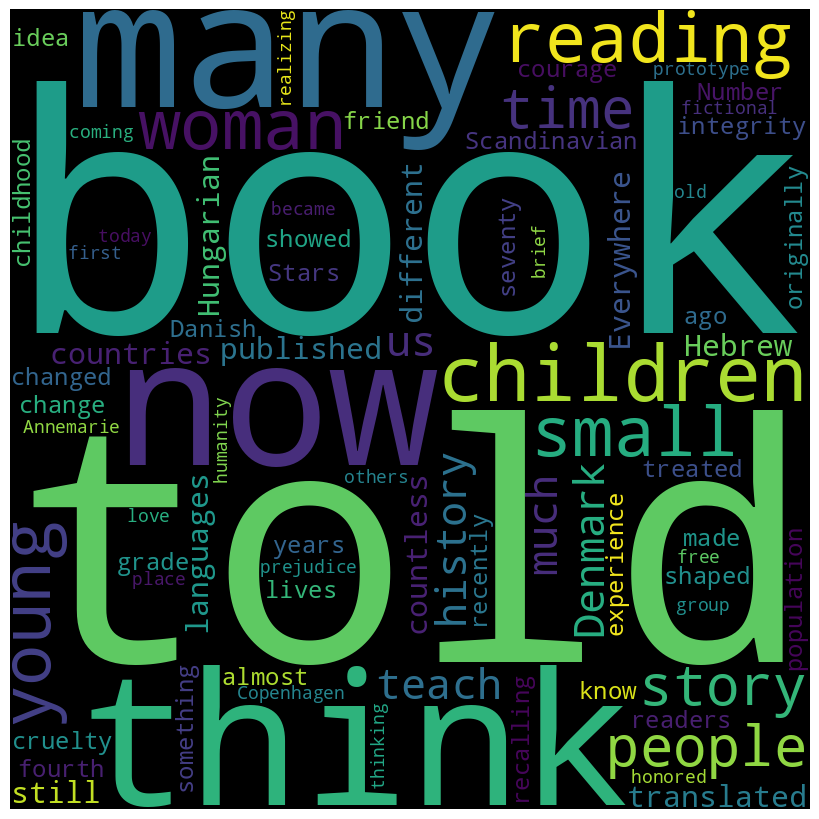 idea
many
realizing
reading
courage
prototype
Number
fictional
integrity
time
Scandinavian
coming
woman
friend
book
childhood
Hungarian
today
first
became
showed
Stars
different
seventy
brief
Everywhere
old
originally
Danish
ago
countries
published
us
Hebrew
changed
now
children
change
Annemarie
humanity
small
others
told
treated
young
love
languages
grade
place
years
prejudice
lives
countless
history
recently
much
Denmark
experience
made
free
shaped
group
population
almost
Copenhagen
teach
know
story
think
something
thinking
recalling
readers
cruelty
people
fourth
honored
still
translated